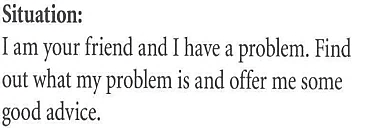 Situation:
I am your friend and I have a problem. Find
out what my problem is and offer me some
good advice.